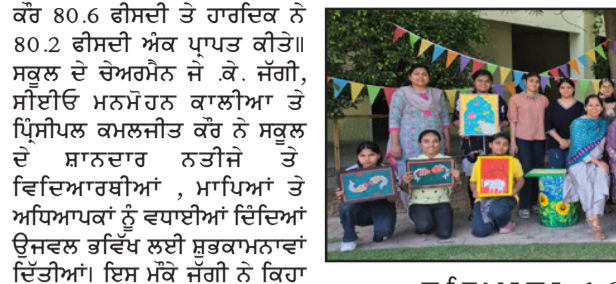 ਕੌਰ 80.6 ਫੀਸਦੀ ਤੇ ਹਾਰਦਿਕ ਨੇ
80.2 ਫੀਸਦੀ ਅੰਕ ਪ੍ਰਾਪਤ ਕੀਤੇ॥
ਸਕੂਲ ਦੇ ਚੇਅਰਮੈਨ ਜੇ .ਕੇ. ਜੱਗੀ,
ਸੀਈਓ ਮਨਮੋਹਨ ਕਾਲੀਆ ਤੇ
ਪ੍ਰਿੰਸੀਪਲ ਕਮਲਜੀਤ ਕੌਰ ਨੇ ਸਕੂਲ
ਦੇ ਸ਼ਾਨਦਾਰ ਨਤੀਜੇ ਤੇ
ਵਿਦਿਆਰਥੀਆਂ , ਮਾਪਿਆਂ ਤੇ
ਅਧਿਆਪਕਾਂ ਨੂੰ ਵਧਾਈਆਂ ਦਿੰਦਿਆਂ
ਉਜਵਲ ਭਵਿੱਖ ਲਈ ਸ਼ੁਭਕਾਮਨਾਵਾਂ
ਦਿੱਤੀਆਂ। ਇਸ ਮੌਕੇ ਜੱਗੀ ਨੇ ਕਿਹਾ